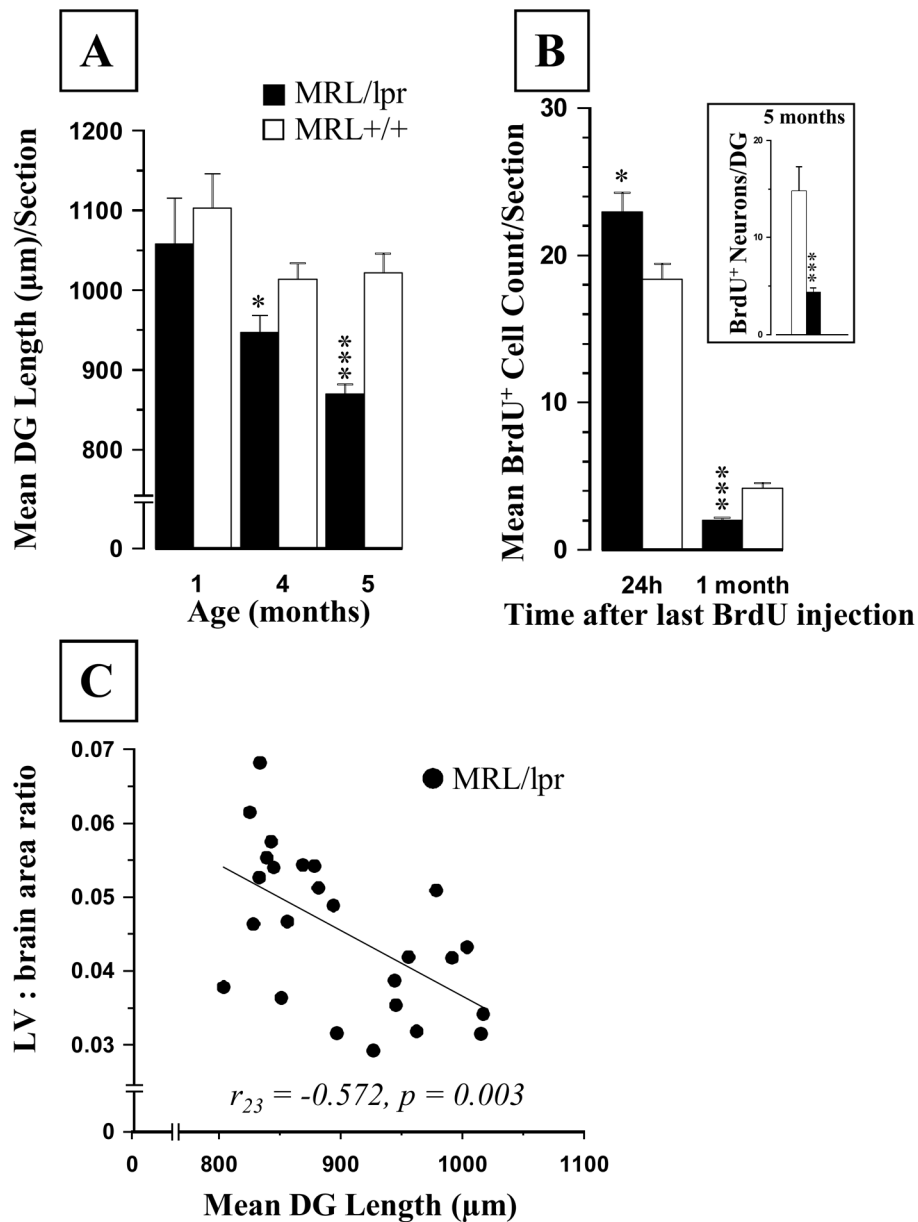 A
MRL/lpr
MRL+/+
Mean DG Length (µm)/Section
1200
1100
1000
900
800
0
*
***
1 4 5
Age (months)
B
Mean BrdU⁺ Cell Count/Section
30
20
10
0
*
***
24h 1 month
Time after last BrdU injection
5 months
BrdU⁺ Neurons/DG
20
15
10
5
0
***
C
MRL/lpr
LV : brain area ratio
0.07
0.06
0.05
0.04
0.03
0
r₂₃ = -0.572, p = 0.003
0 800 900 1000 1100
Mean DG Length (µm)